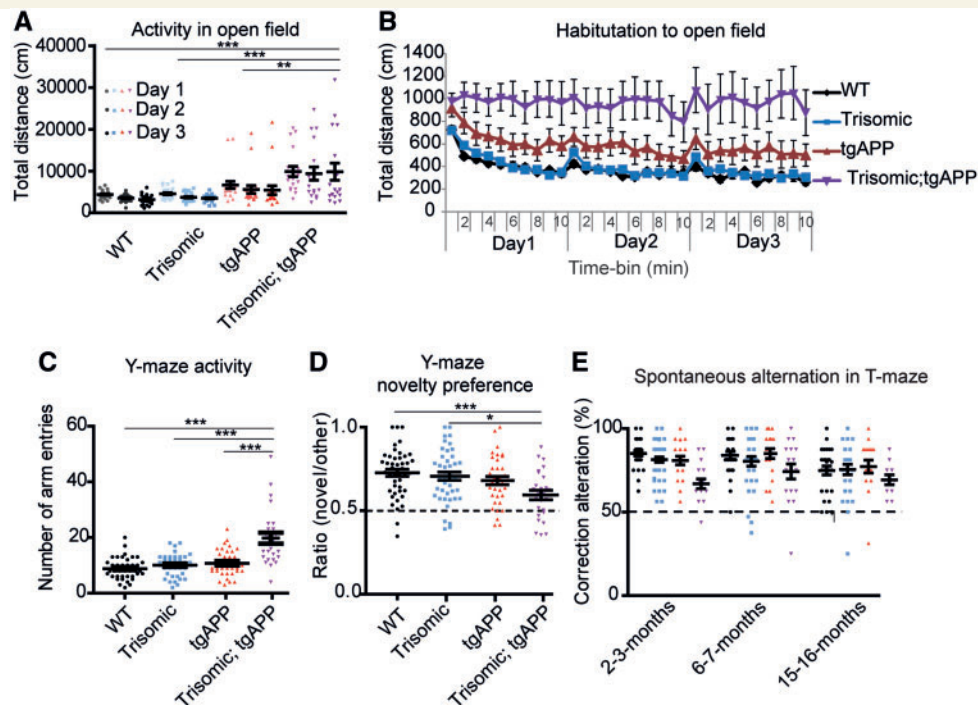 A
Activity in open field
Total distance (cm)
40000
30000
20000
10000
0
***
***
**
Day 1
Day 2
Day 3
WT
Trisomic
tgAPP
Trisomic; tgAPP
B
Habitutation to open field
Total distance (cm)
1400
1200
1000
800
600
400
200
0
2 4 6 8 10 2 4 6 8 10 2 4 6 8 10
Day1 Day2 Day3
Time-bin (min)
WT
Trisomic
tgAPP
Trisomic;tgAPP
C
Y-maze activity
Number of arm entries
60
40
20
0
***
***
***
WT
Trisomic
tgAPP
Trisomic; tgAPP
D
Y-maze
novelty preference
Ratio (novel/other)
1.0
0.5
0.0
***
*
WT
Trisomic
tgAPP
Trisomic; tgAPP
E
Spontaneous alternation in T-maze
Correction alteration (%)
100
50
0
2-3-months
6-7-months
15-16-months